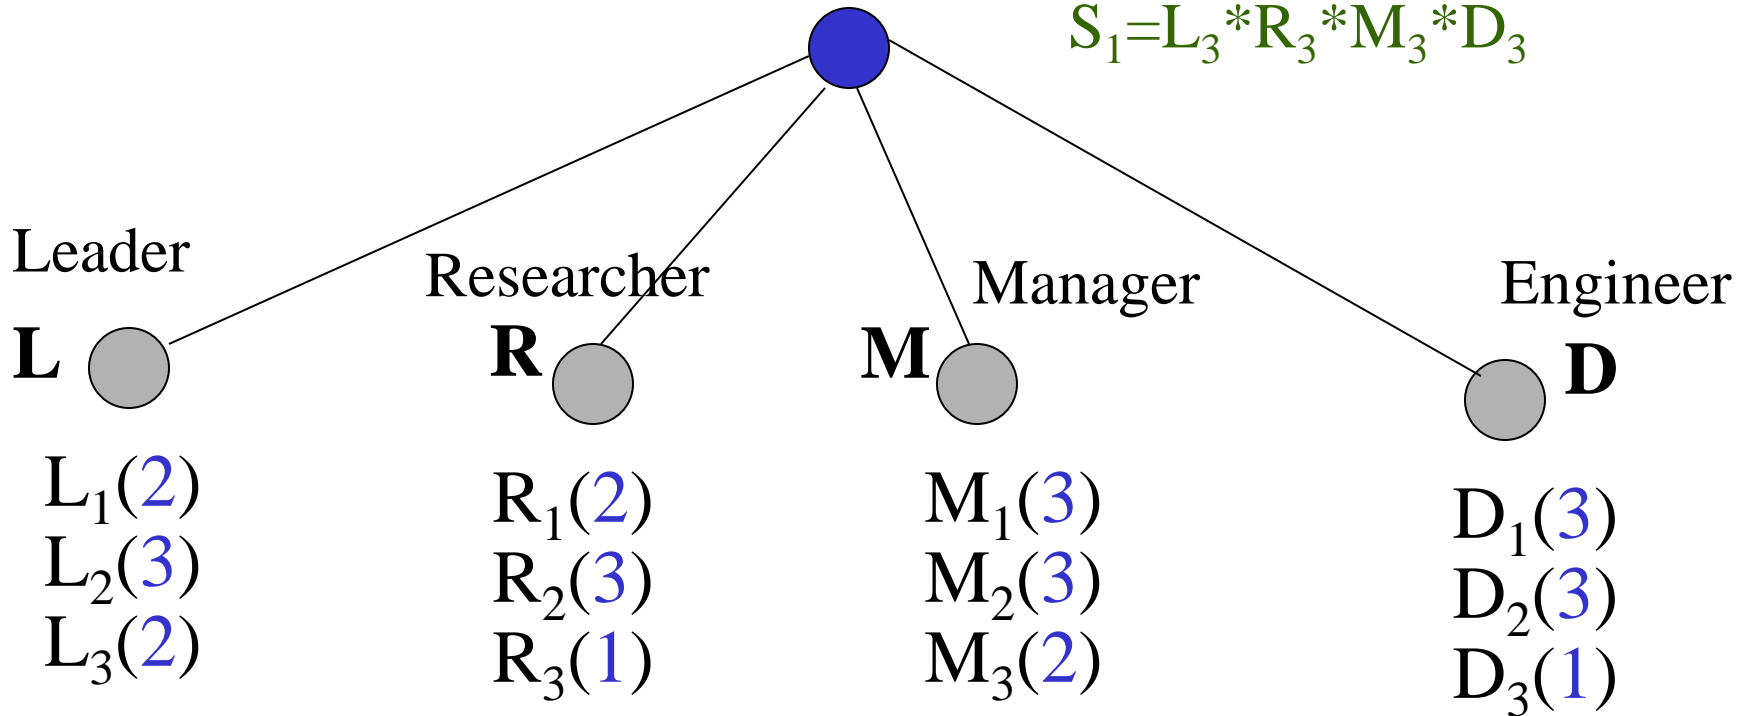 S₁=L₃*R₃*M₃*D₃
Leader
Researcher
Manager
Engineer
L
R
M
D
L₁(2)
L₂(3)
L₃(2)
R₁(2)
R₂(3)
R₃(1)
M₁(3)
M₂(3)
M₃(2)
D₁(3)
D₂(3)
D₃(1)